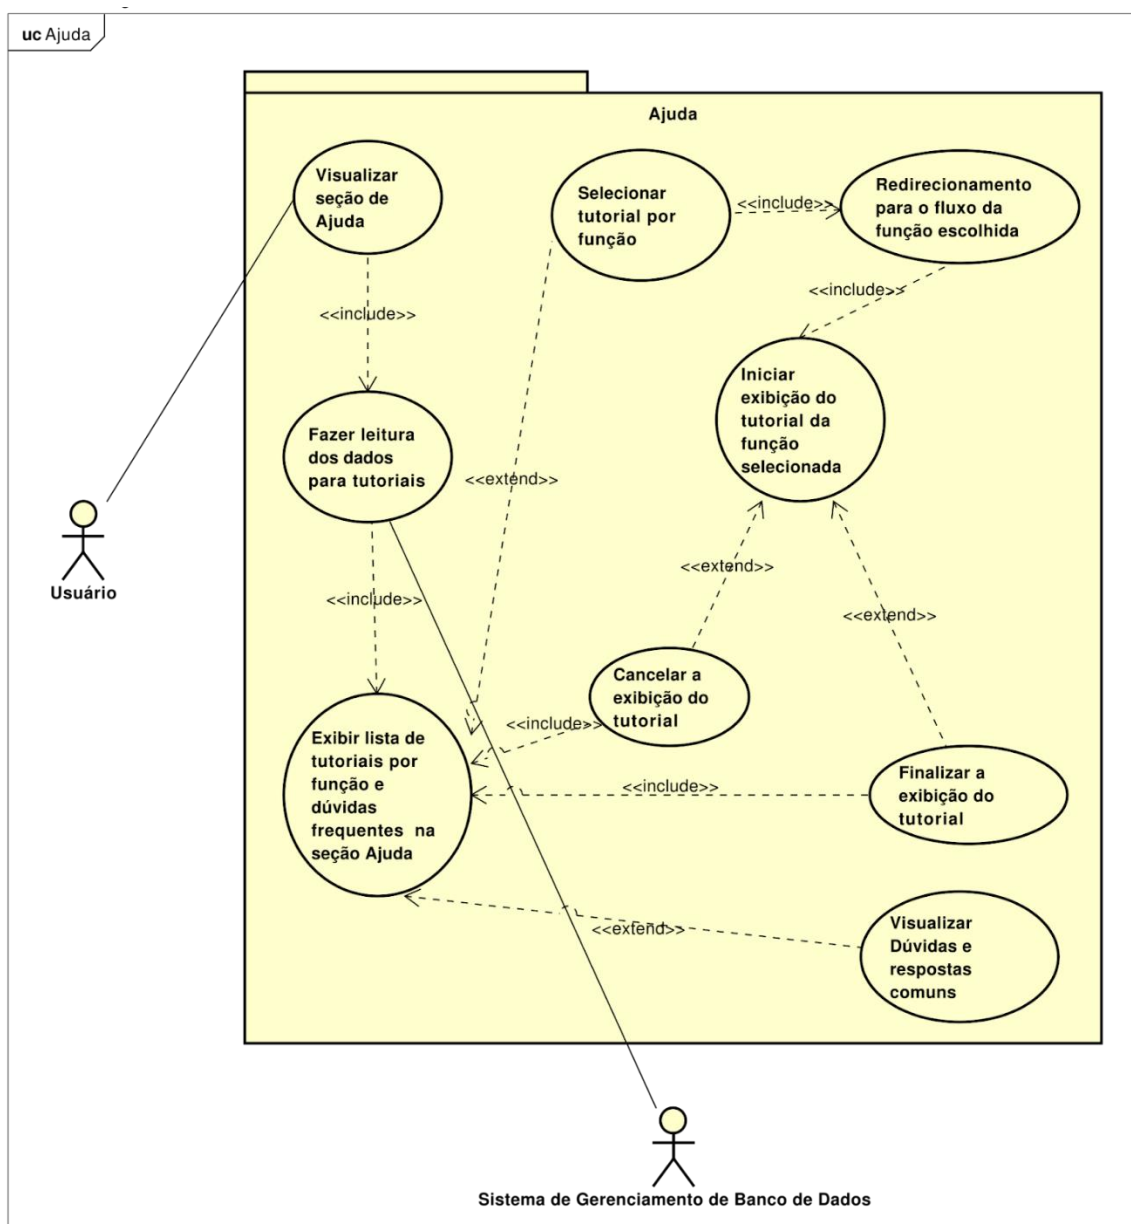 uc Ajuda
Ajuda
Visualizar
seção de
Ajuda
Selecionar
tutorial por
função
<<include>>
Redirecionamento
para o fluxo da
função escolhida
<<include>>
<<include>>
Iniciar
exibição do
tutorial da
função
selecionada
Fazer leitura
dos dados
para tutoriais
<<extend>>
Usuário
<<include>>
<<extend>>
<<extend>>
Cancelar a
exibição do
tutorial
<<include>>
Exibir lista de
tutoriais por
função e
dúvidas
frequentes na
seção Ajuda
<<include>>
Finalizar a
exibição do
tutorial
<<extend>>
Visualizar
Dúvidas e
respostas
comuns
Sistema de Gerenciamento de Banco de Dados